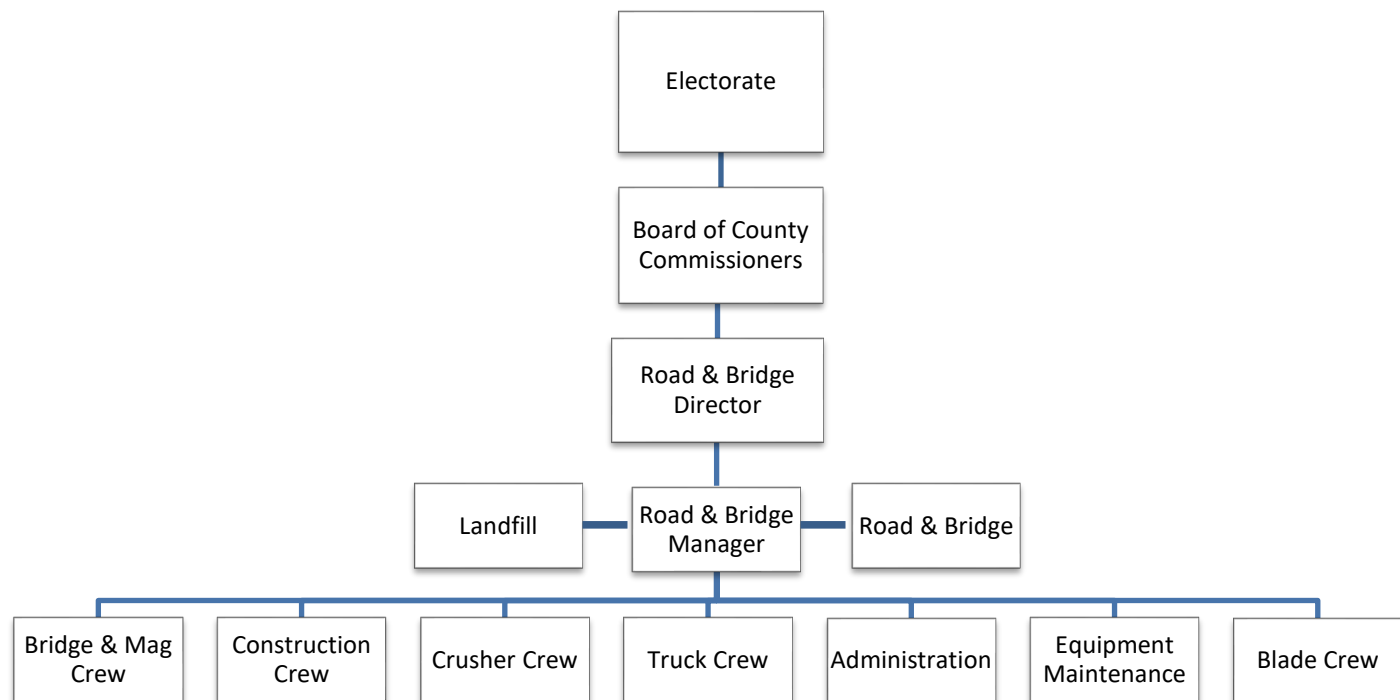 Electorate
Board of County
Commissioners
Road & Bridge
Director
Landfill
Road & Bridge
Manager
Road & Bridge
Bridge & Mag
Crew
Construction
Crew
Crusher Crew
Truck Crew
Administration
Equipment
Maintenance
Blade Crew